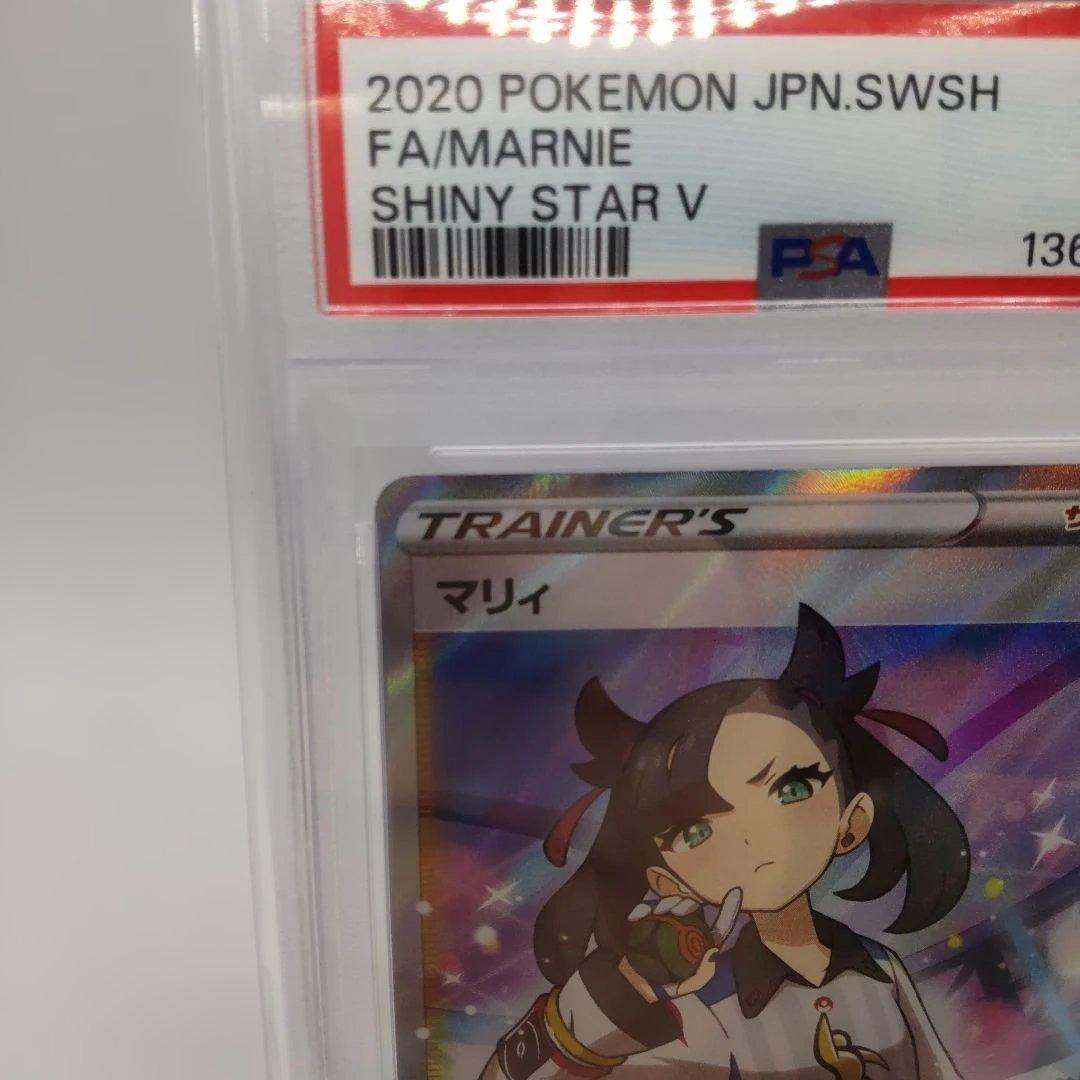 2020 POKEMON JPN.SWSH
FA/MARNIE
SHINY STAR V
PSA
136
TRAINER'S
マリィ